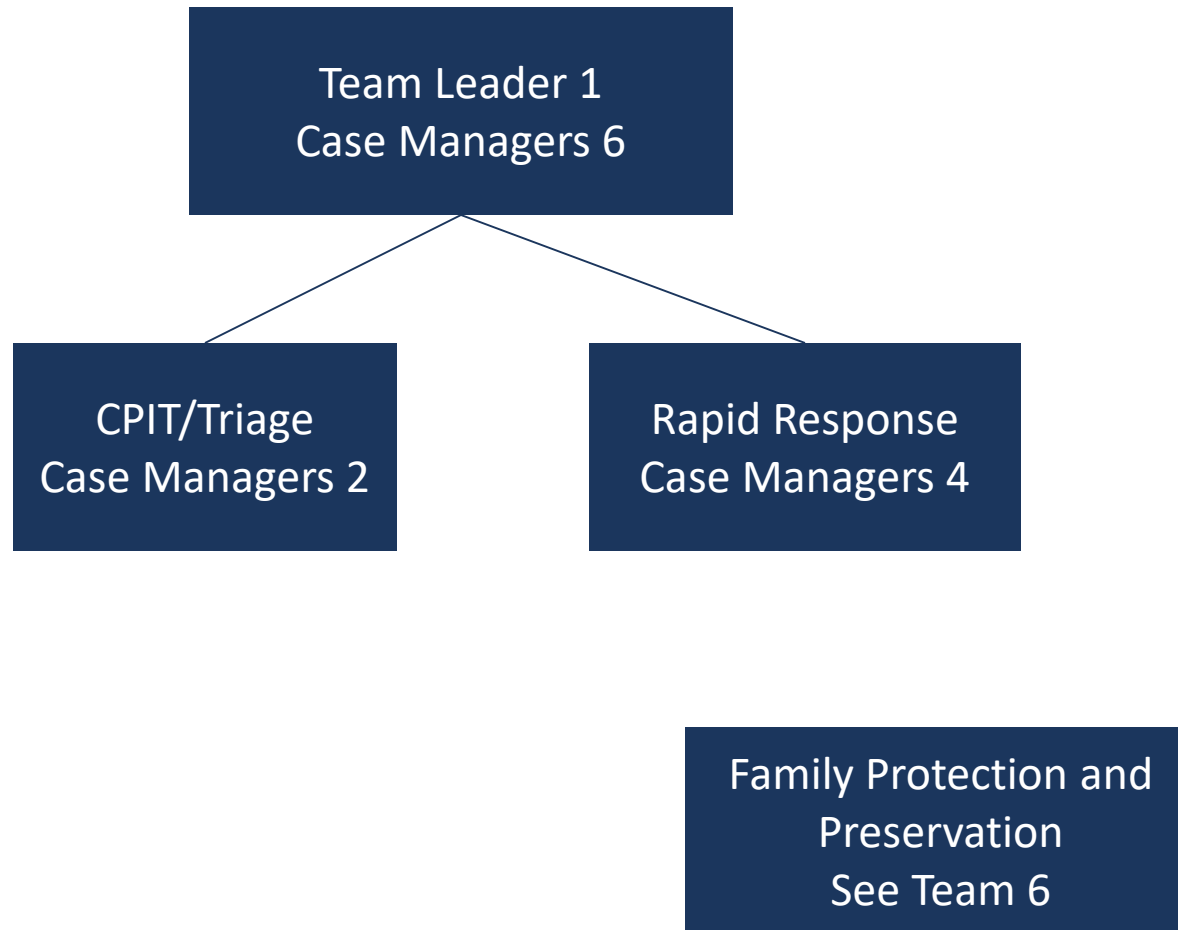 Team Leader 1
Case Managers 6
CPIT/Triage
Case Managers 2
Rapid Response
Case Managers 4
Family Protection and
Preservation
See Team 6